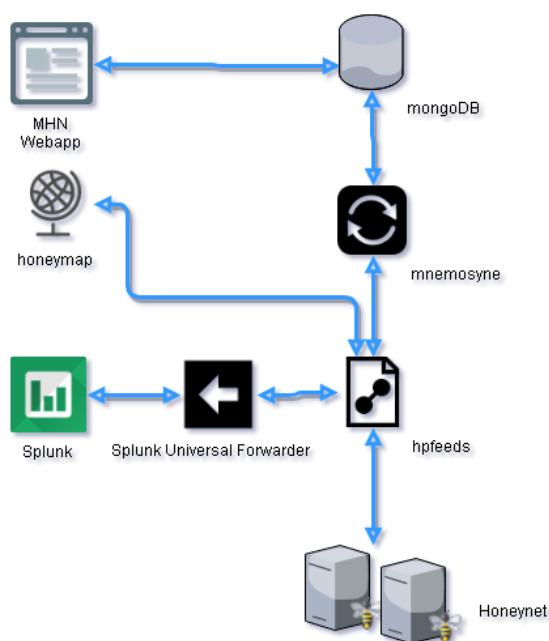 MHN
Webapp
mongoDB
honeymap
mnemosyne
Splunk
Splunk Universal Forwarder
hpfeeds
Honeynet